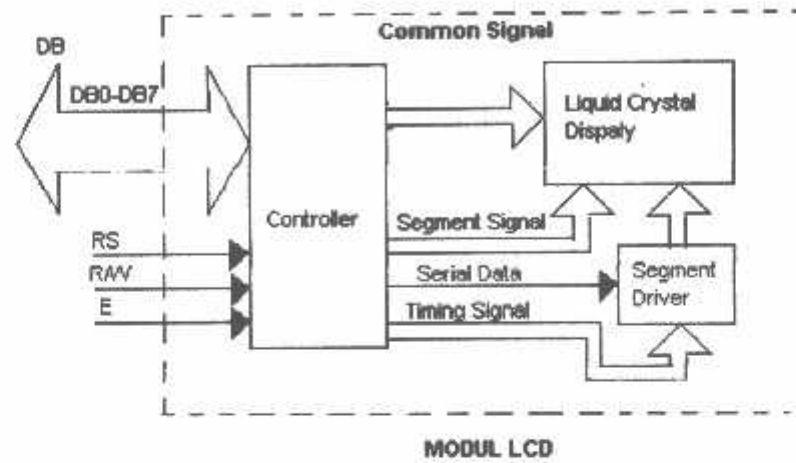 Common Signal
DB
DB0-DB7
Liquid Crystal
Dispaly
Controller
Segment Signal
RS
R/W
Serial Data
Segment
Driver
E
Timing Signal
MODUL LCD